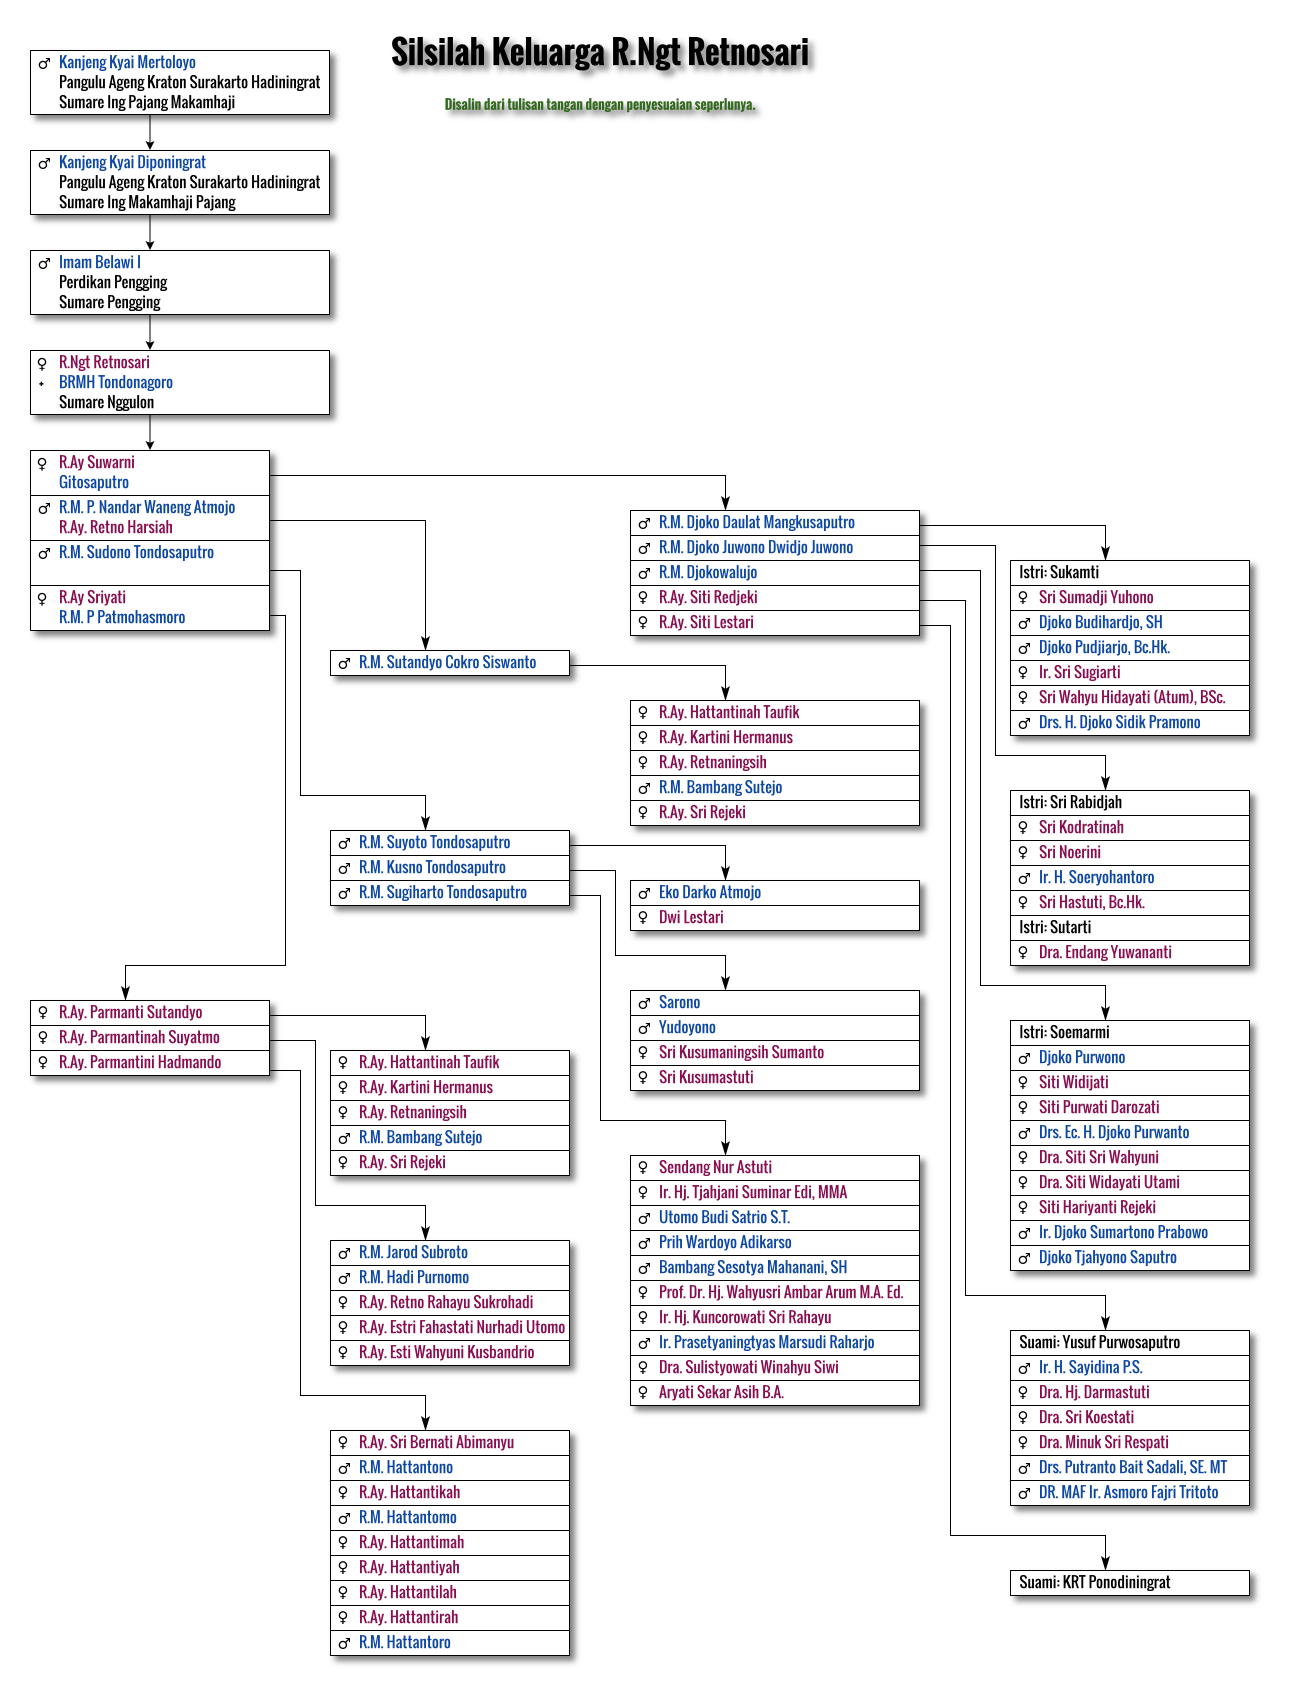 Silsilah Keluarga R.Ngt Retnosari
Disalin dari tulisan tangan dengan penyesuaian seperlunya.
♂ Kanjeng Kyai Mertoloyo
Pangulu Ageng Kraton Surakarto Hadiningrat
Sumare Ing Pajang Makamhaji
♂ Kanjeng Kyai Diponingrat
Pangulu Ageng Kraton Surakarto Hadiningrat
Sumare Ing Makamhaji Pajang
♂ Imam Belawi I
Perdikan Pengging
Sumare Pengging
♀ R.Ngt Retnosari
+ BRMH Tondonagoro
Sumare Nggulon
♀ R.Ay Suwarni
Gitosaputro
♂ R.M. P. Nandar Waneng Atmojo
R.Ay. Retno Harsiah
♂ R.M. Sudono Tondosaputro
♀ R.Ay Sriyati
R.M. P Patmohasmoro
♀ R.Ay. Parmanti Sutandyo
♀ R.Ay. Parmantinah Suyatmo
♀ R.Ay. Parmantini Hadmando
♂ R.M. Sutandyo Cokro Siswanto
♂ R.M. Suyoto Tondosaputro
♂ R.M. Kusno Tondosaputro
♂ R.M. Sugiharto Tondosaputro
♀ R.Ay. Hattantinah Taufik
♀ R.Ay. Kartini Hermanus
♀ R.Ay. Retnaningsih
♂ R.M. Bambang Sutejo
♀ R.Ay. Sri Rejeki
♂ R.M. Jarod Subroto
♂ R.M. Hadi Purnomo
♀ R.Ay. Retno Rahayu Sukrohadi
♀ R.Ay. Estri Fahastati Nurhadi Utomo
♀ R.Ay. Esti Wahyuni Kusbandrio
♀ R.Ay. Sri Bernati Abimanyu
♂ R.M. Hattantono
♀ R.Ay. Hattantikah
♂ R.M. Hattantomo
♀ R.Ay. Hattantimah
♀ R.Ay. Hattantiyah
♀ R.Ay. Hattantilah
♀ R.Ay. Hattantirah
♂ R.M. Hattantoro
♂ R.M. Djoko Daulat Mangkusaputro
♂ R.M. Djoko Juwono Dwidjo Juwono
♂ R.M. Djokowalujo
♀ R.Ay. Siti Redjeki
♀ R.Ay. Siti Lestari
♀ R.Ay. Hattantinah Taufik
♀ R.Ay. Kartini Hermanus
♀ R.Ay. Retnaningsih
♂ R.M. Bambang Sutejo
♀ R.Ay. Sri Rejeki
♂ Eko Darko Atmojo
♀ Dwi Lestari
♂ Sarono
♂ Yudoyono
♀ Sri Kusumaningsih Sumanto
♀ Sri Kusumastuti
♀ Sendang Nur Astuti
♀ Ir. Hj. Tjahjani Suminar Edi, MMA
♂ Utomo Budi Satrio S.T.
♂ Prih Wardoyo Adikarso
♂ Bambang Sesotya Mahanani, SH
♀ Prof. Dr. Hj. Wahyusri Ambar Arum M.A. Ed.
♀ Ir. Hj. Kuncorowati Sri Rahayu
♂ Ir. Prasetyaningtyas Marsudi Raharjo
♀ Dra. Sulistyowati Winahyu Siwi
♀ Aryati Sekar Asih B.A.
Istri: Sukamti
♀ Sri Sumadji Yuhono
♂ Djoko Budihardjo, SH
♂ Djoko Pudjiarjo, Bc.Hk.
♀ Ir. Sri Sugiarti
♀ Sri Wahyu Hidayati (Atum), BSc.
♂ Drs. H. Djoko Sidik Pramono
Istri: Sri Rabidjah
♀ Sri Kodratinah
♀ Sri Noerini
♂ Ir. H. Soeryohantoro
♀ Sri Hastuti, Bc.Hk.
Istri: Sutarti
♀ Dra. Endang Yuwananti
Istri: Soemarmi
♂ Djoko Purwono
♀ Siti Widijati
♀ Siti Purwati Darozati
♂ Drs. Ec. H. Djoko Purwanto
♀ Dra. Siti Sri Wahyuni
♀ Dra. Siti Widayati Utami
♀ Siti Hariyanti Rejeki
♂ Ir. Djoko Sumartono Prabowo
♂ Djoko Tjahyono Saputro
Suami: Yusuf Purwosaputro
♂ Ir. H. Sayidina P.S.
♀ Dra. Hj. Darmastuti
♀ Dra. Sri Koestati
♀ Dra. Minuk Sri Respati
♂ Drs. Putranto Bait Sadali, SE. MT
♂ DR. MAF Ir. Asmoro Fajri Tritoto
Suami: KRT Ponodiningrat